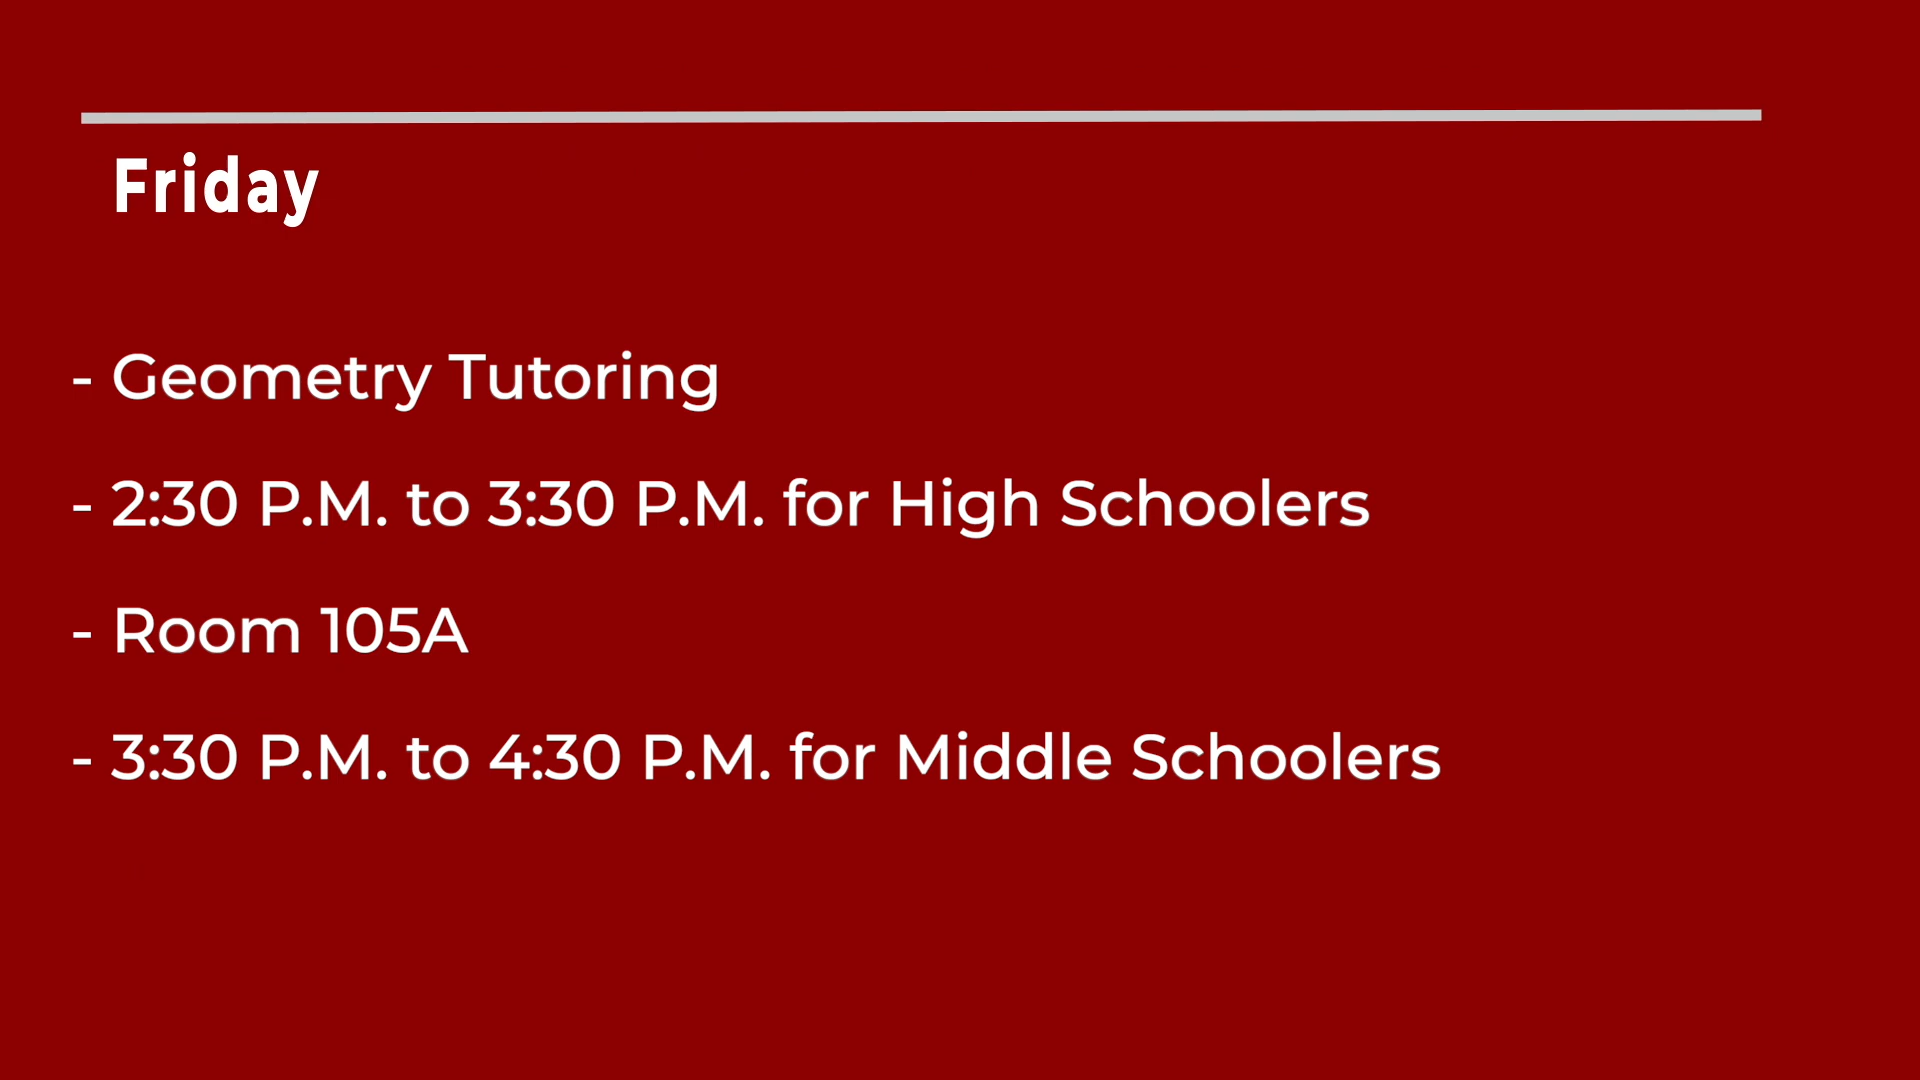 Friday
- Geometry Tutoring
- 2:30 P.M. to 3:30 P.M. for High Schoolers
- Room 105A
- 3:30 P.M. to 4:30 P.M. for Middle Schoolers